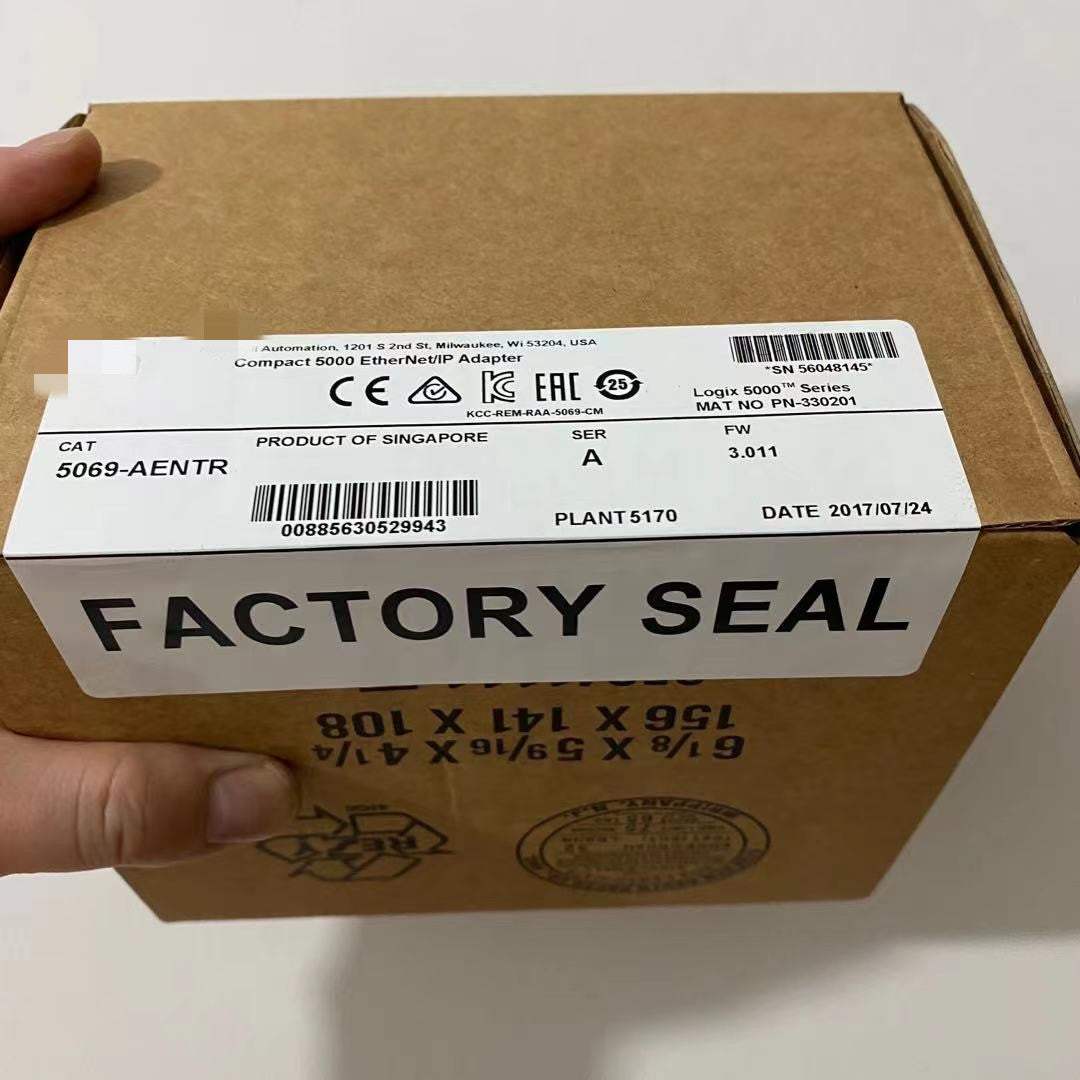 Automation, 1201 S 2nd St, Milwaukee, Wi 53204, USA
Compact 5000 EtherNet/IP Adapter
*SN 56048145*
CE EAC 25
KCC-REM-RAA-5069-CM
Logix 5000™ Series
MAT NO PN-330201
CAT
5069-AENTR
PRODUCT OF SINGAPORE
00885630529943
SER
A
PLANT 5170
FW
3.011
DATE 2017/07/24
FACTORY SEAL
6 1/8 X 5 9/16 X 4 1/4
156 X 141 X 108
REZY